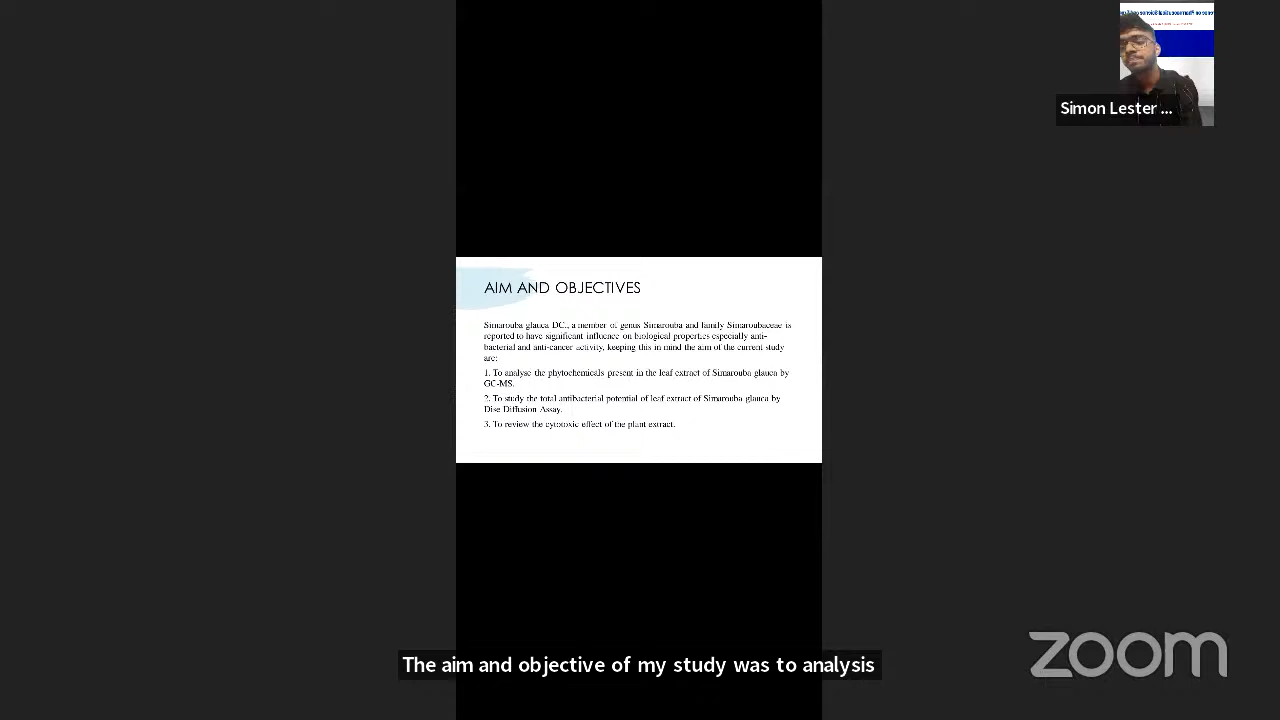 Simon Lester ...
AIM AND OBJECTIVES
Simarouba glauca DC., a member of genus Simarouba and family Simaroubaceae is
reported to have significant influence on biological properties especially anti-
bacterial and anti-cancer activity, keeping this in mind the aim of the current study
are:
1. To analyse the phytochemicals present in the leaf extract of Simarouba glauca by
GC-MS.
2. To study the total antibacterial potential of leaf extract of Simarouba glauca by
Disc Diffusion Assay.
3. To review the cytotoxic effect of the plant extract.
The aim and objective of my study was to analysis
zoom